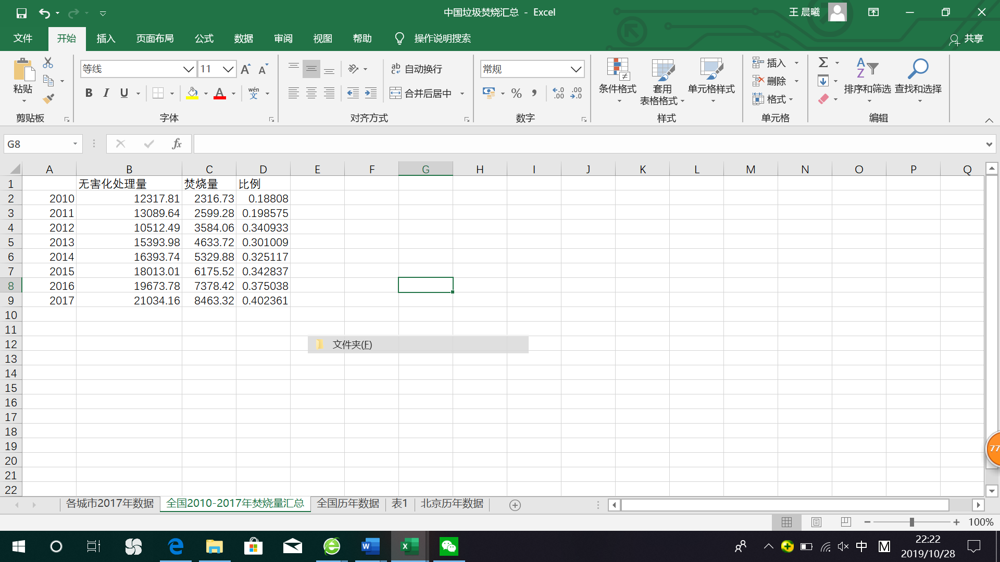 中国垃圾焚烧汇总 - Excel
王 晨曦
文件 开始 插入 页面布局 公式 数据 审阅 视图 帮助 操作说明搜索 共享
粘贴
剪贴板
等线 11
B I U A wén 文
字体
自动换行
合并后居中
对齐方式
常规
% , .00 .0
数字
条件格式
套用
表格格式
单元格样式
样式
插入
删除
格式
单元格
排序和筛选
查找和选择
编辑
G8 fx
A B C D E F G H I J K L M N O P Q
1 无害化处理量 焚烧量 比例
2 2010 12317.81 2316.73 0.18808
3 2011 13089.64 2599.28 0.198575
4 2012 10512.49 3584.06 0.340933
5 2013 15393.98 4633.72 0.301009
6 2014 16393.74 5329.88 0.325117
7 2015 18013.01 6175.52 0.342837
8 2016 19673.78 7378.42 0.375038
9 2017 21034.16 8463.32 0.402361
10
11
12 文件夹(F)
13
14
15
16
17
18
19
20
21
22
77
各城市2017年数据 全国2010-2017年焚烧量汇总 全国历年数据 表1 北京历年数据
100%
中 M
22:22
2019/10/28